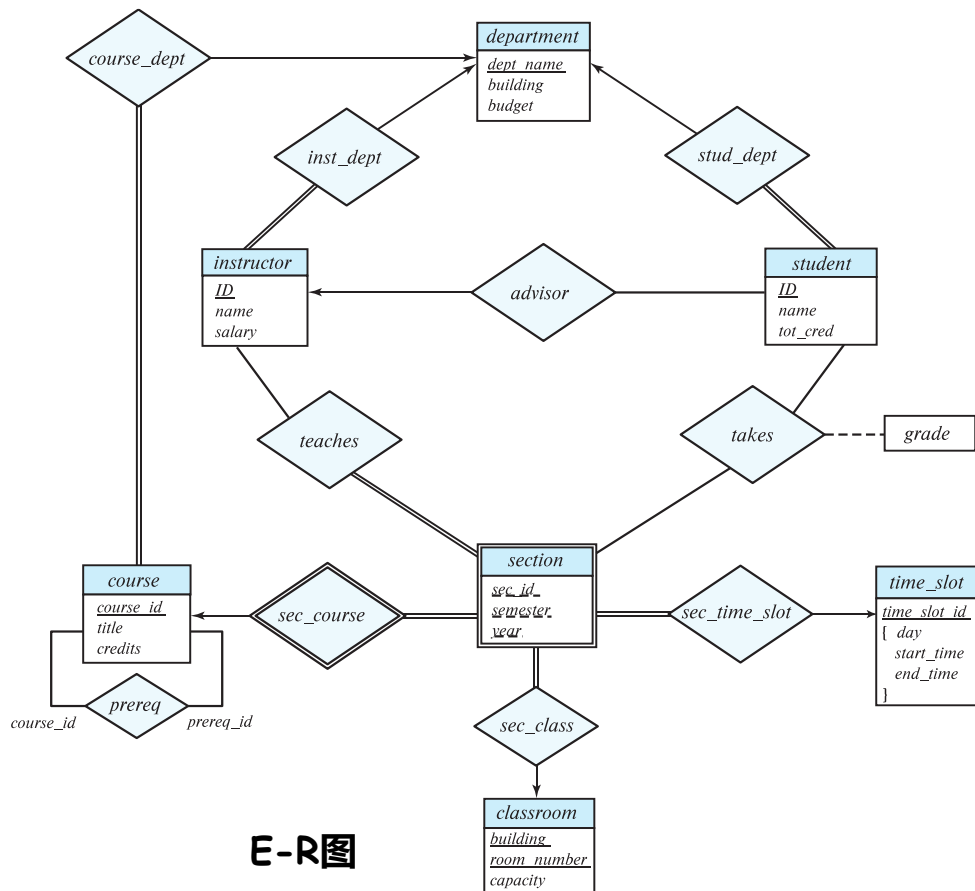 course_dept
department
dept_name
building
budget
inst_dept
stud_dept
instructor
ID
name
salary
advisor
student
ID
name
tot_cred
teaches
takes
grade
course
course_id
title
credits
sec_course
section
sec_id
semester
year
sec_time_slot
time_slot
time_slot_id
{ day
start_time
end_time
}
prereq
course_id
prereq_id
sec_class
classroom
building
room_number
capacity
E-R图